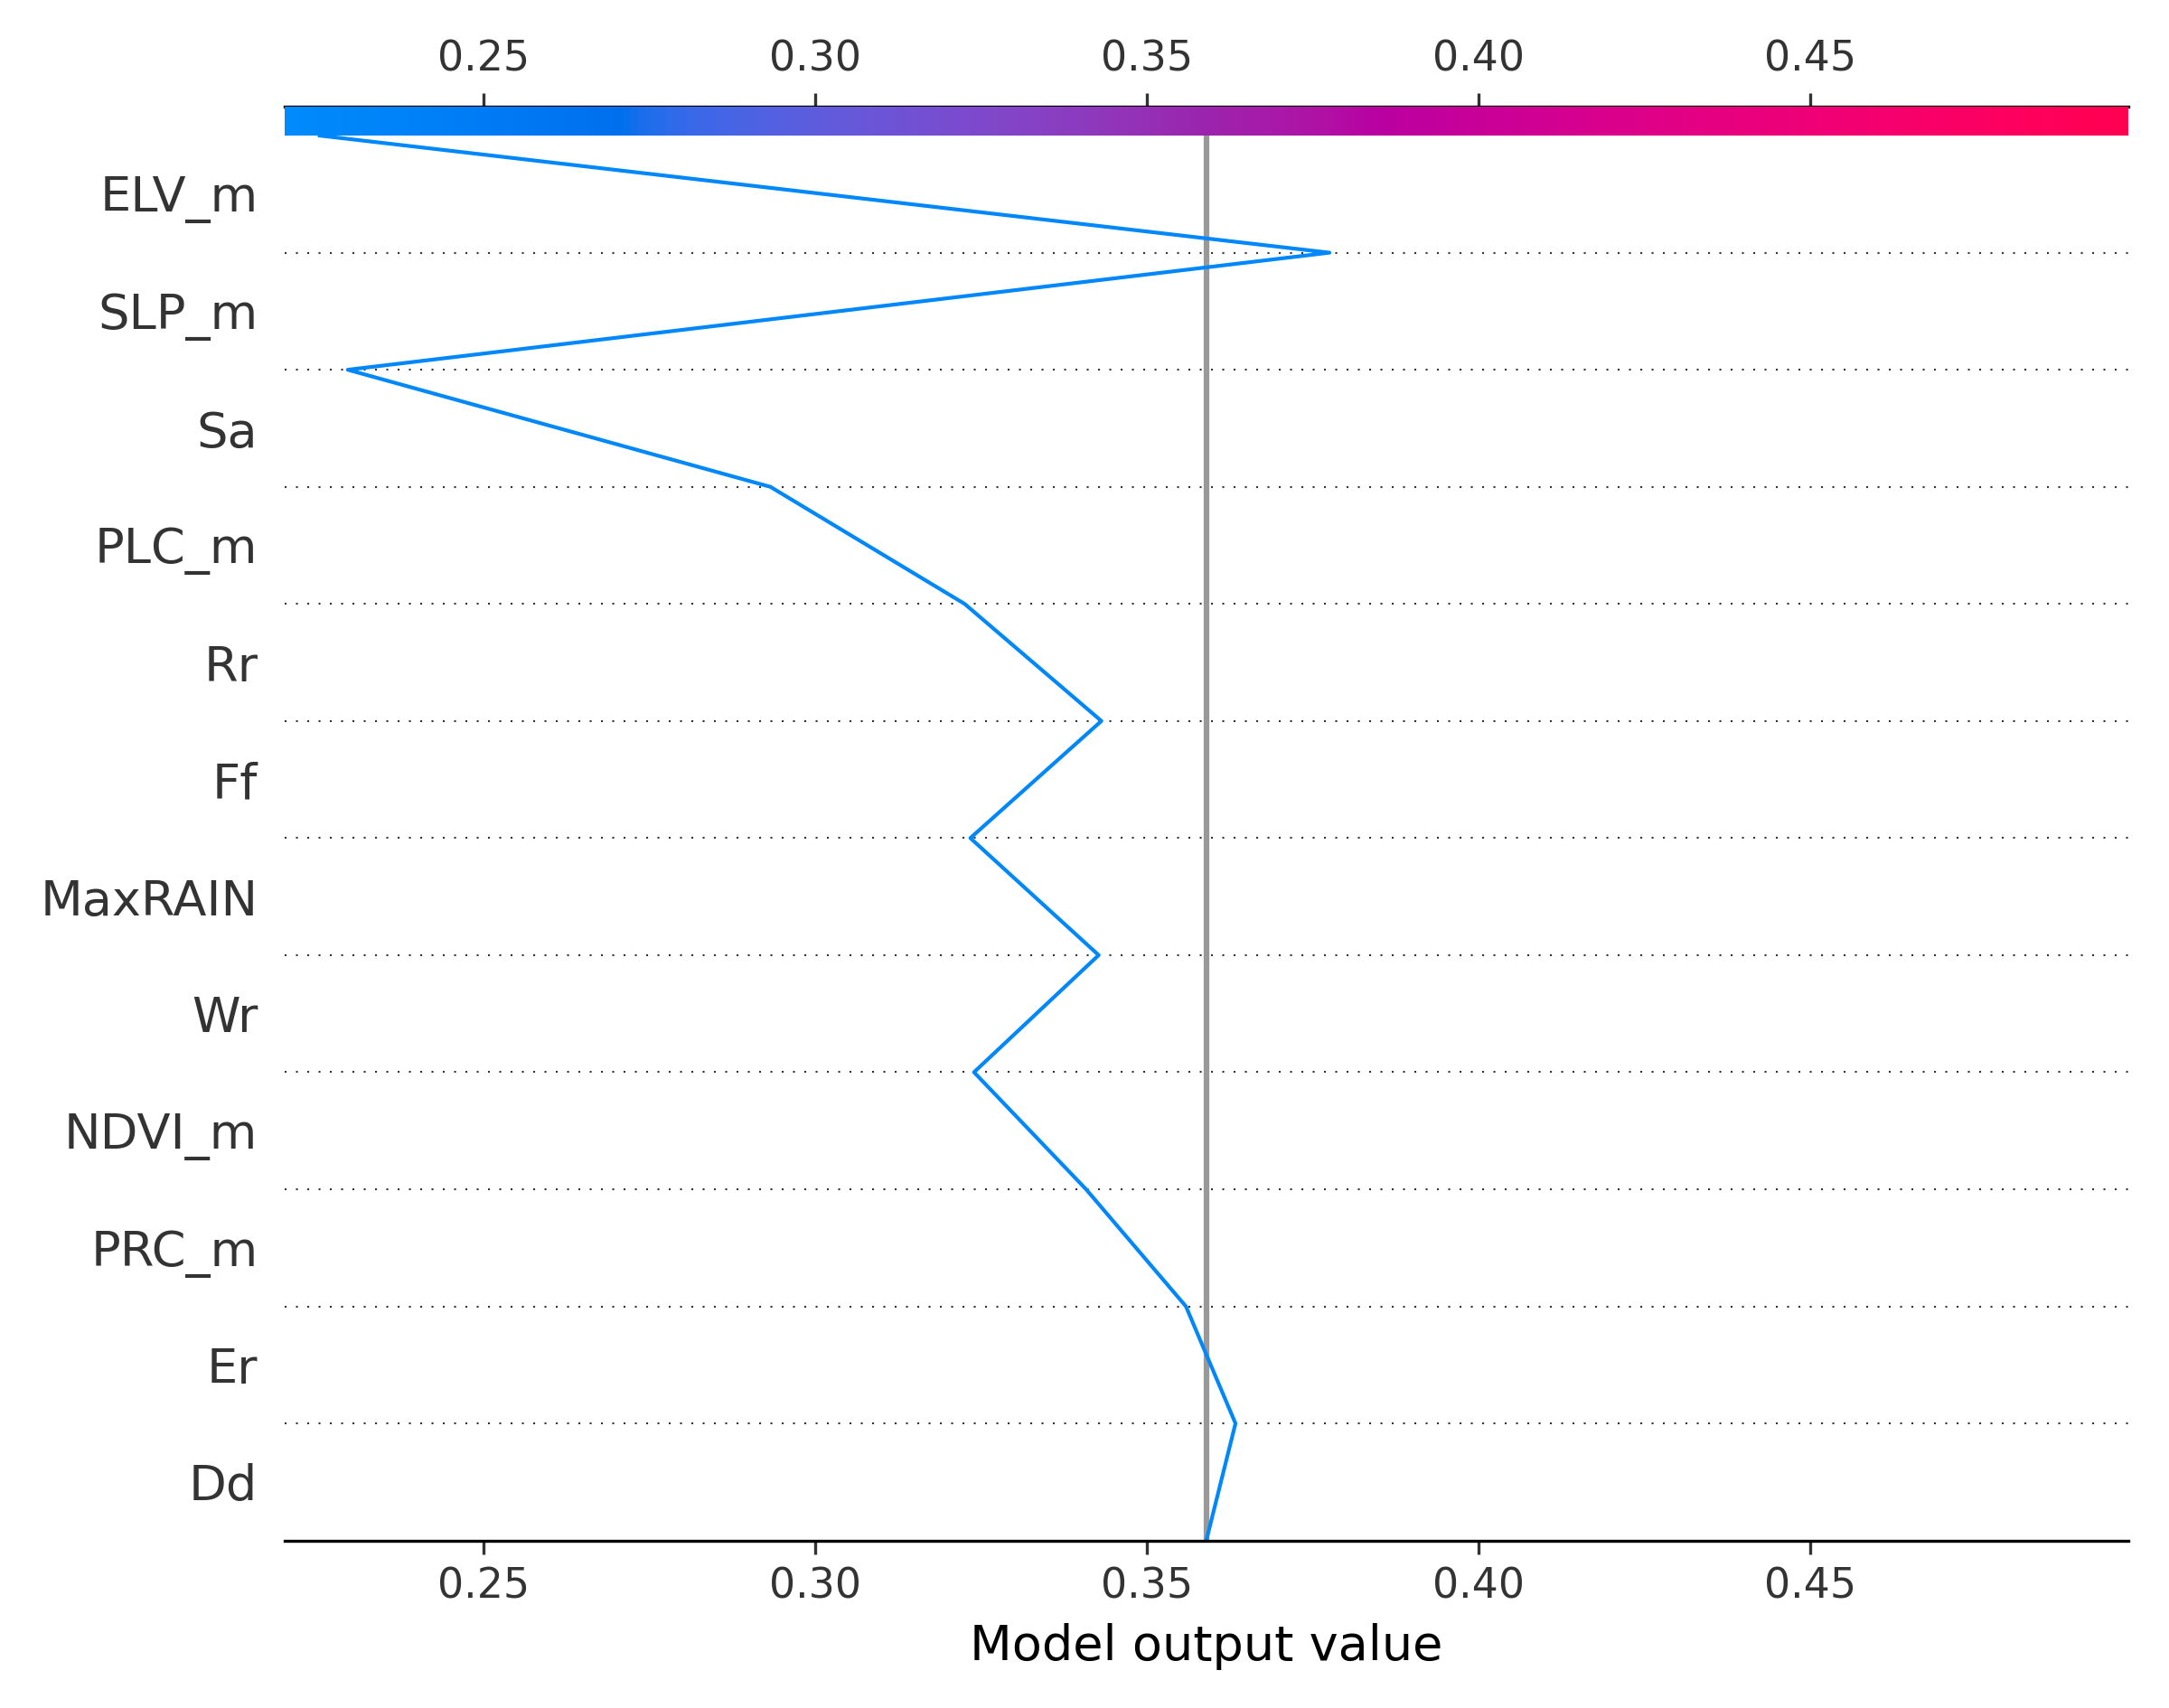 0.25 0.30 0.35 0.40 0.45
ELV_m
SLP_m
Sa
PLC_m
Rr
Ff
MaxRAIN
Wr
NDVI_m
PRC_m
Er
Dd
0.25 0.30 0.35 0.40 0.45
Model output value